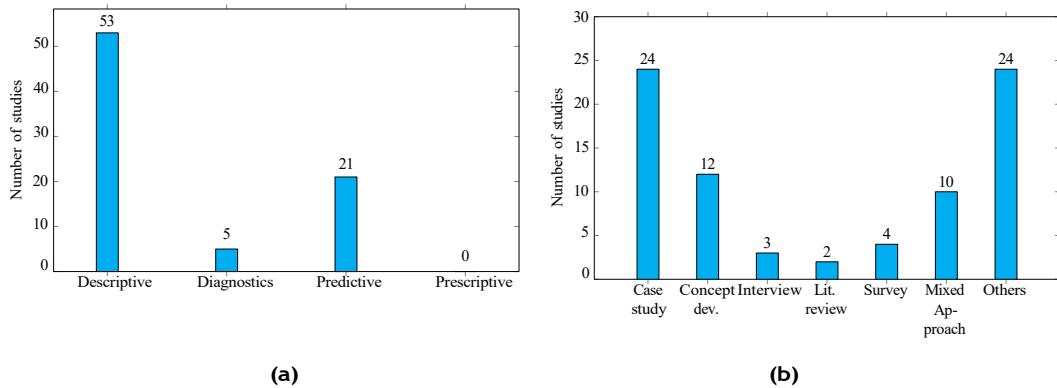 53
50
40
30
20
10
0
Number of studies
5
21
0
Descriptive
Diagnostics
Predictive
Prescriptive
(a)
30
25
20
15
10
5
0
Number of studies
24
12
3
2
4
10
24
Case
study
Concept
dev.
Interview
Lit.
review
Survey
Mixed
Ap-
proach
Others
(b)